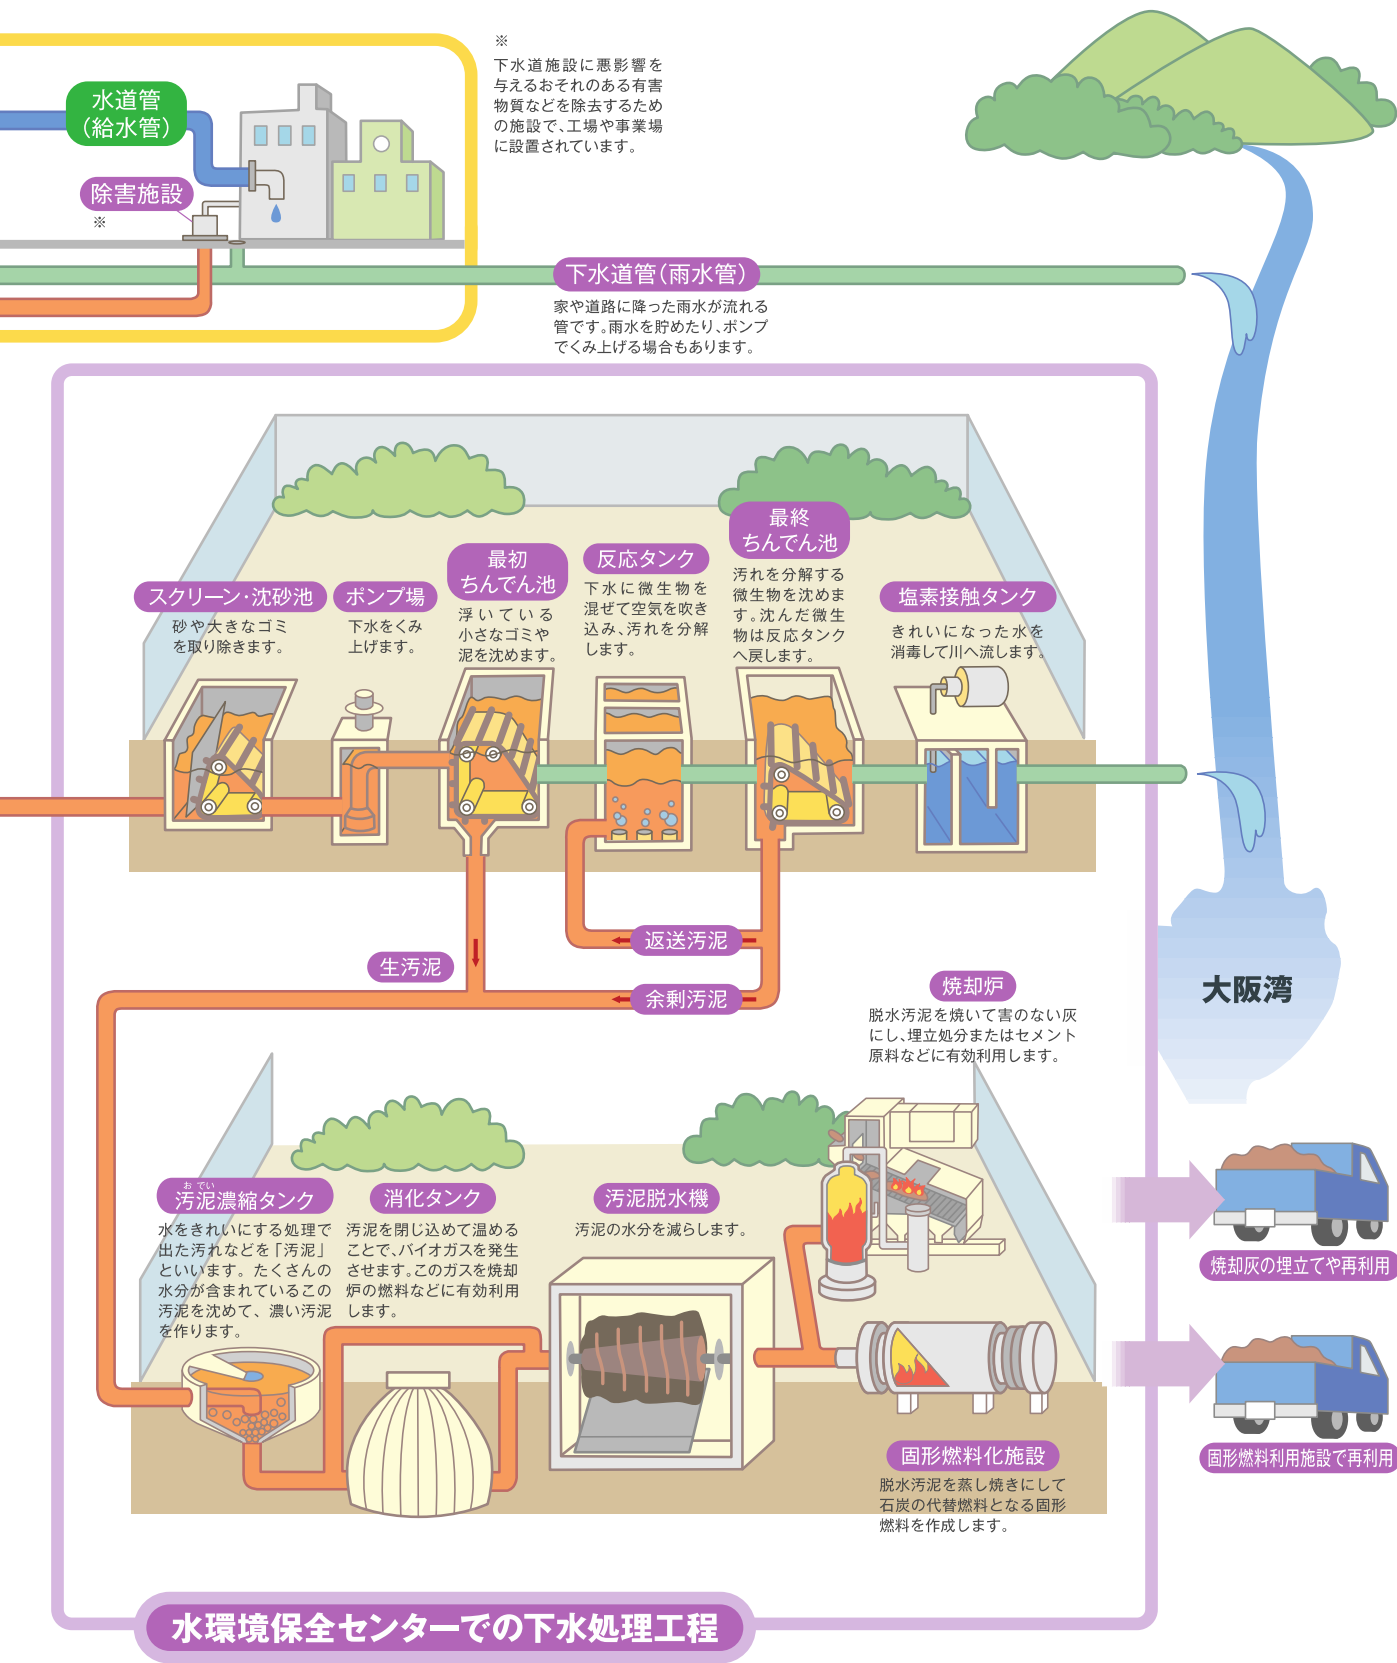 水道管
（給水管）
除害施設
※
※
下水道施設に悪影響を
与えるおそれのある有害
物質などを除去するため
の施設で、工場や事業場
に設置されています。
下水道管（雨水管）
家や道路に降った雨水が流れる
管です。雨水を貯めたり、ポンプ
でくみ上げる場合もあります。
スクリーン・沈砂池
砂や大きなゴミ
を取り除きます。
ポンプ場
下水をくみ
上げます。
最初
ちんでん池
浮いている
小さなゴミや
泥を沈めます。
反応タンク
下水に微生物を
混ぜて空気を吹き
込み、汚れを分解
します。
最終
ちんでん池
汚れを分解する
微生物を沈めま
す。沈んだ微生
物は反応タンク
へ戻します。
塩素接触タンク
きれいになった水を
消毒して川へ流します。
返送汚泥
生汚泥
余剰汚泥
大阪湾
焼却炉
脱水汚泥を焼いて害のない灰
にし、埋立処分またはセメント
原料などに有効利用します。
おでい
汚泥濃縮タンク
水をきれいにする処理で
出た汚れなどを「汚泥」
といいます。たくさんの
水分が含まれているこの
汚泥を沈めて、濃い汚泥
を作ります。
消化タンク
汚泥を閉じ込めて温める
ことで、バイオガスを発生
させます。このガスを焼却
炉の燃料などに有効利用
します。
汚泥脱水機
汚泥の水分を減らします。
焼却灰の埋立てや再利用
固形燃料化施設
脱水汚泥を蒸し焼きにして
石炭の代替燃料となる固形
燃料を作成します。
固形燃料利用施設で再利用
水環境保全センターでの下水処理工程